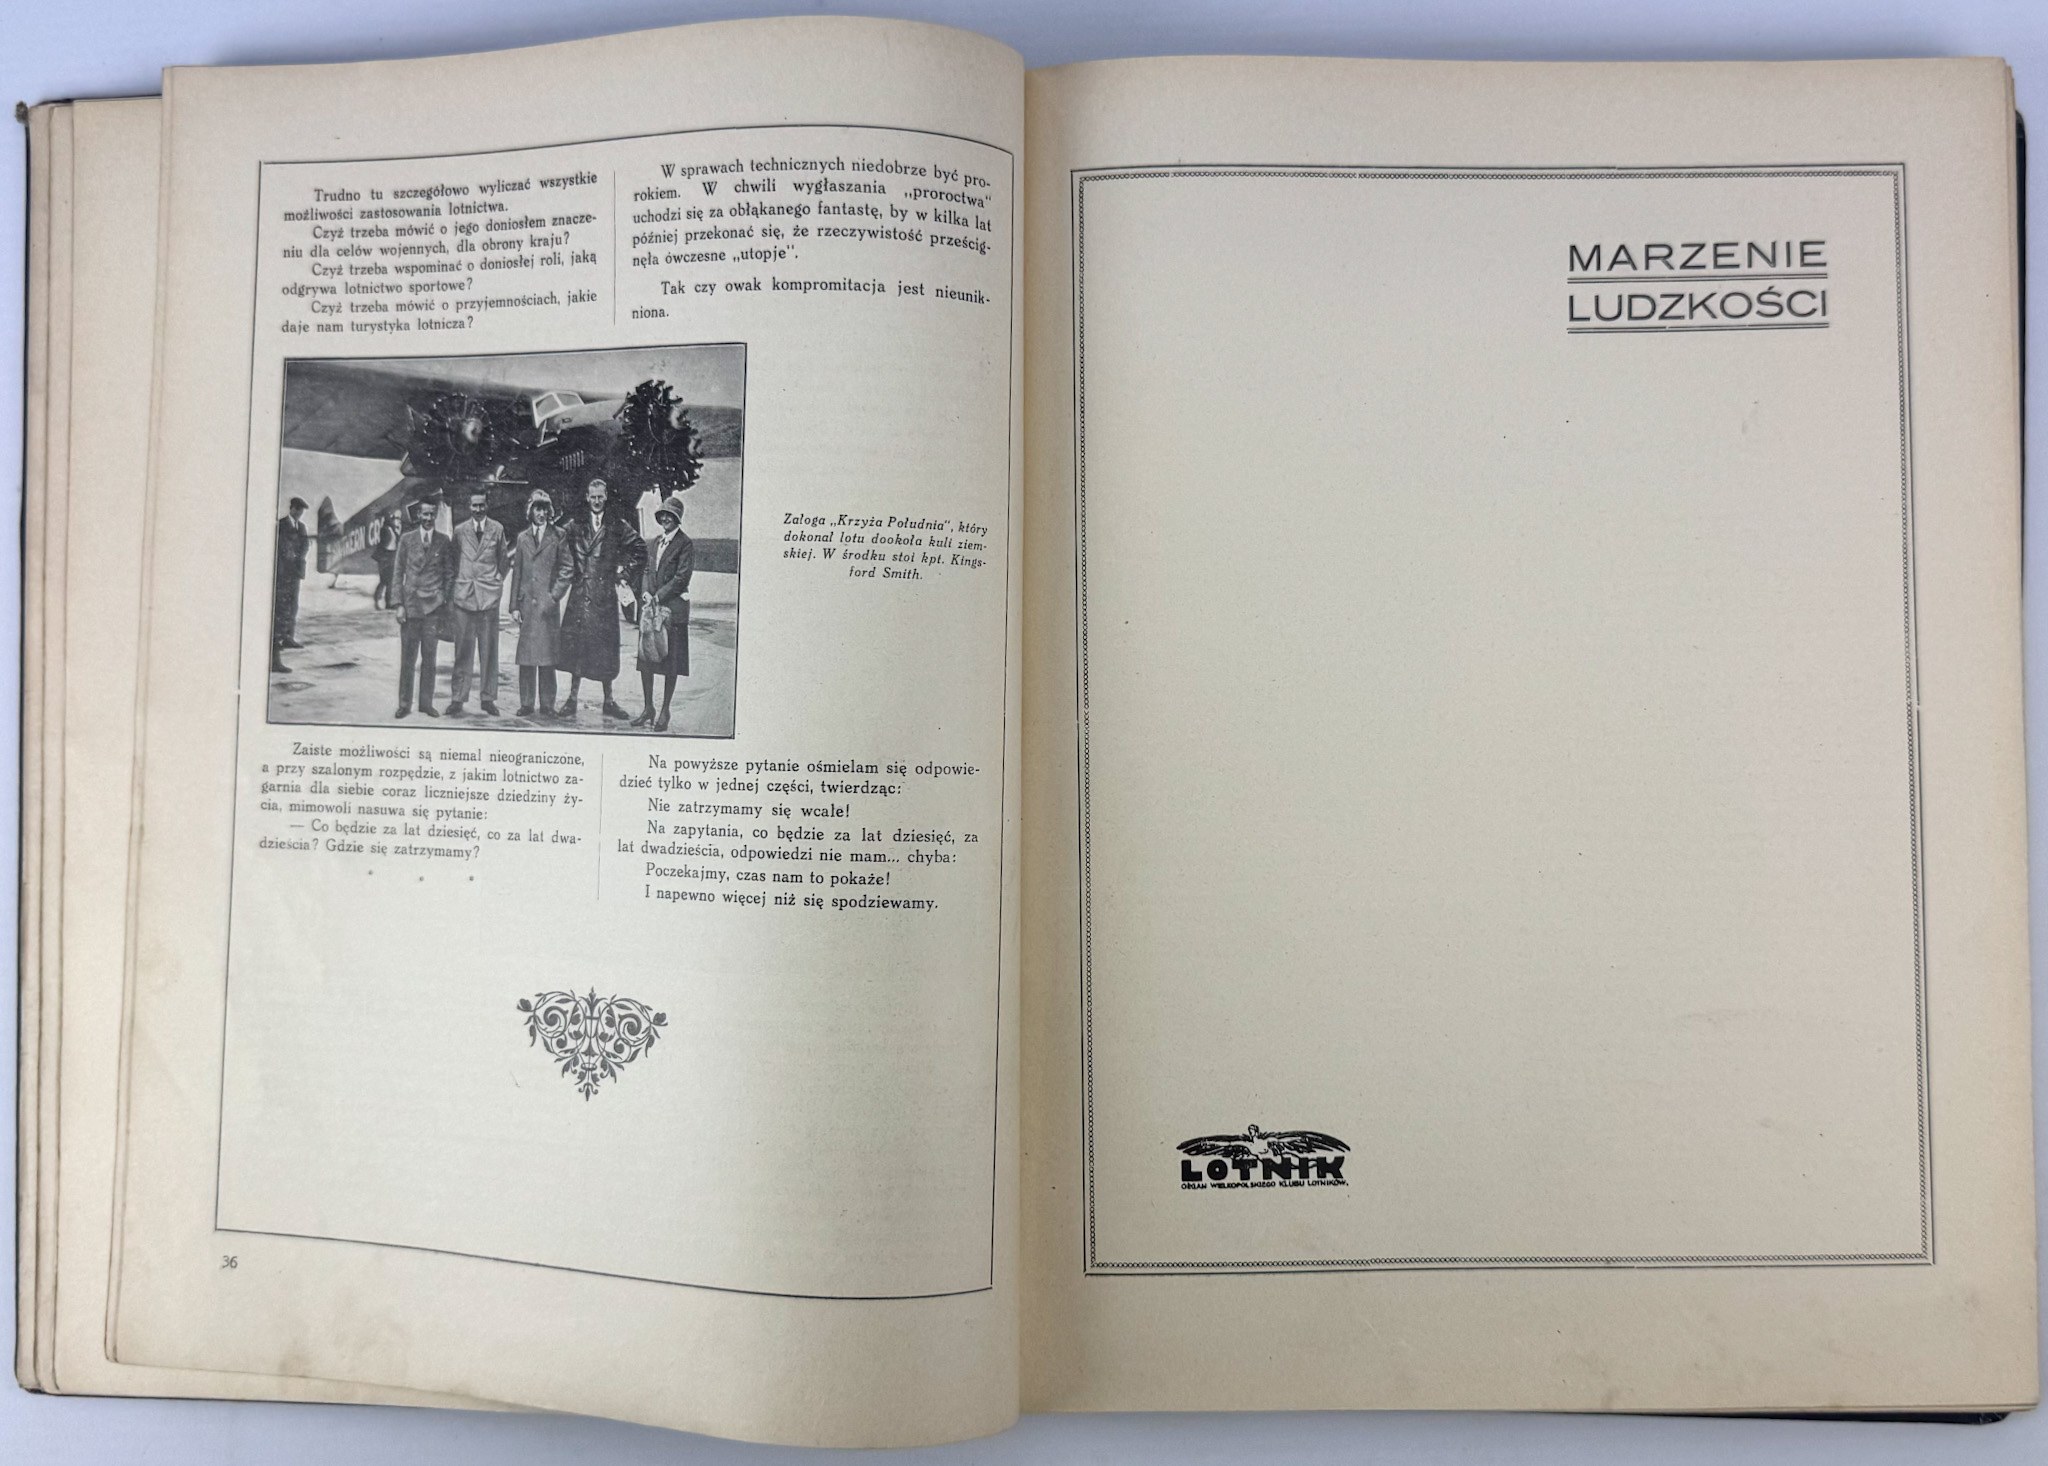 Trudno tu szczegółowo wyliczać wszystkie
możliwości zastosowania lotnictwa.
Czyż trzeba mówić o jego doniosłem znacze-
niu dla celów wojennych, dla obrony kraju?
Czyż trzeba wspominać o doniosłej roli, jaką
odgrywa lotnictwo sportowe?
Czyż trzeba mówić o przyjemnościach, jakie
daje nam turystyka lotnicza?
W sprawach technicznych niedobrze być pro-
rokiem. W chwili wygłaszania „proroctwa"
uchodzi się za obłąkanego fantastę, by w kilka lat
później przekonać się, że rzeczywistość prześcig-
nęła ówczesne „utopje".
Tak czy owak kompromitacja jest nieunik-
niona.
Załoga „Krzyża Południa", który
dokonał lotu dookoła kuli ziem-
skiej. W środku stoi kpt. Kings-
ford Smith.
Zaiste możliwości są niemal nieograniczone,
a przy szalonym rozpędzie, z jakim lotnictwo za-
garnia dla siebie coraz liczniejsze dziedziny ży-
cia, mimowoli nasuwa się pytanie:
— Co będzie za lat dziesięć, co za lat dwa-
dzieścia? Gdzie się zatrzymamy?
* * *
Na powyższe pytanie ośmielam się odpowie-
dzieć tylko w jednej części, twierdząc:
Nie zatrzymamy się wcałe!
Na zapytania, co będzie za lat dziesięć, za
lat dwadzieścia, odpowiedzi nie mam... chyba:
Poczekajmy, czas nam to pokaże!
I napewno więcej niż się spodziewamy.
36
MARZENIE
LUDZKOŚCI
LOTNIK
ORGAN WIELKOPOLSKIEGO KLUBU LOTNIKÓW.